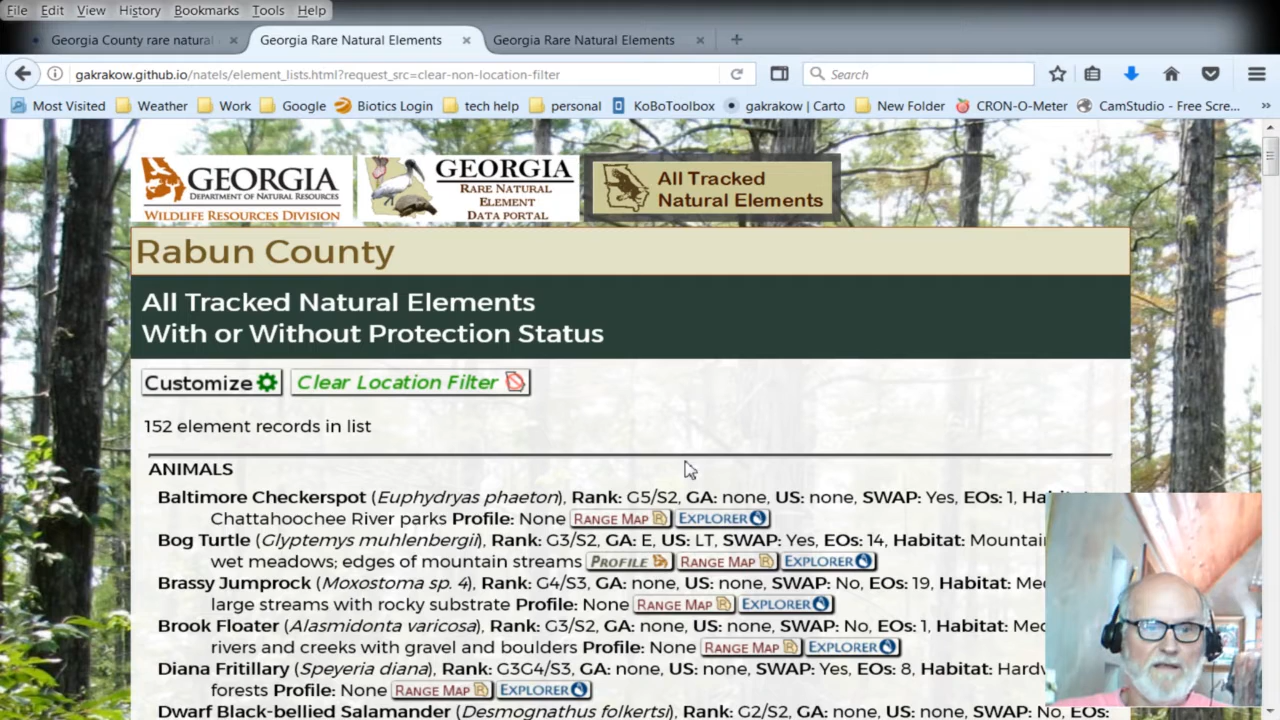 File Edit View History Bookmarks Tools Help
Georgia County rare natural
Georgia Rare Natural Elements
Georgia Rare Natural Elements
gakrakow.github.io/natels/element_lists.html?request_src=clear-non-location-filter
Search
Most Visited Weather Work Google Biotics Login tech help personal KoBoToolbox gakrakow | Carto New Folder CRON-O-Meter CamStudio - Free Scre...
GEORGIA
DEPARTMENT OF NATURAL RESOURCES
WILDLIFE RESOURCES DIVISION
GEORGIA
RARE NATURAL
ELEMENT
DATA PORTAL
All Tracked
Natural Elements
Rabun County
All Tracked Natural Elements
With or Without Protection Status
Customize Clear Location Filter
152 element records in list
ANIMALS
Baltimore Checkerspot (Euphydryas phaeton), Rank: G5/S2, GA: none, US: none, SWAP: Yes, EOs: 1,
Chattahoochee River parks Profile: None RANGE MAP EXPLORER
Bog Turtle (Glyptemys muhlenbergii), Rank: G3/S2, GA: E, US: LT, SWAP: Yes, EOs: 14, Habitat: Mountain
wet meadows; edges of mountain streams PROFILE RANGE MAP EXPLORER
Brassy Jumprock (Moxostoma sp. 4), Rank: G4/S3, GA: none, US: none, SWAP: No, EOs: 19, Habitat:
large streams with rocky substrate Profile: None RANGE MAP EXPLORER
Brook Floater (Alasmidonta varicosa), Rank: G3/S2, GA: none, US: none, SWAP: No, EOs: 1, Habitat:
rivers and creeks with gravel and boulders Profile: None RANGE MAP EXPLORER
Diana Fritillary (Speyeria diana), Rank: G3G4/S3, GA: none, US: none, SWAP: Yes, EOs: 8, Habitat:
forests Profile: None RANGE MAP EXPLORER
Dwarf Black-bellied Salamander (Desmognathus folkertsi), Rank: G2/S2, GA: none, US: none, SWAP: No, EOs: